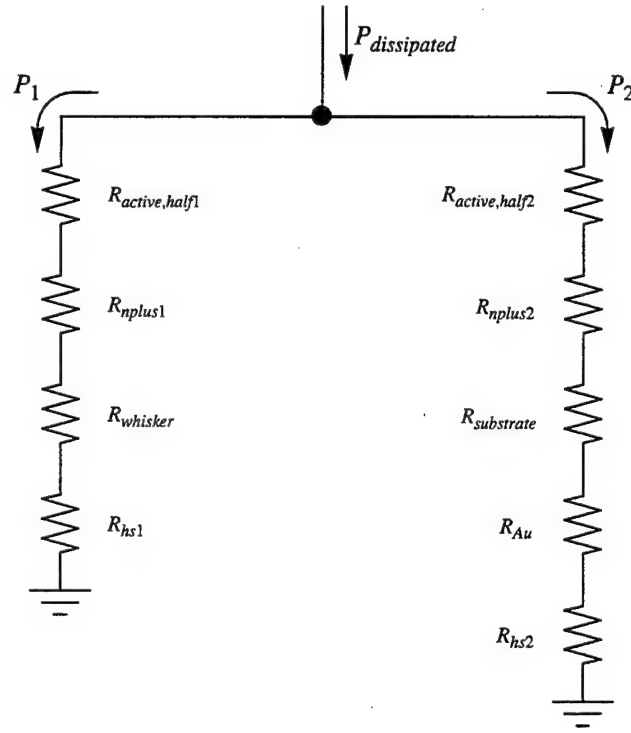 P_dissipated
P_1
P_2
R_active,half1
R_active,half2
R_nplus1
R_nplus2
R_whisker
R_substrate
R_hs1
R_Au
R_hs2